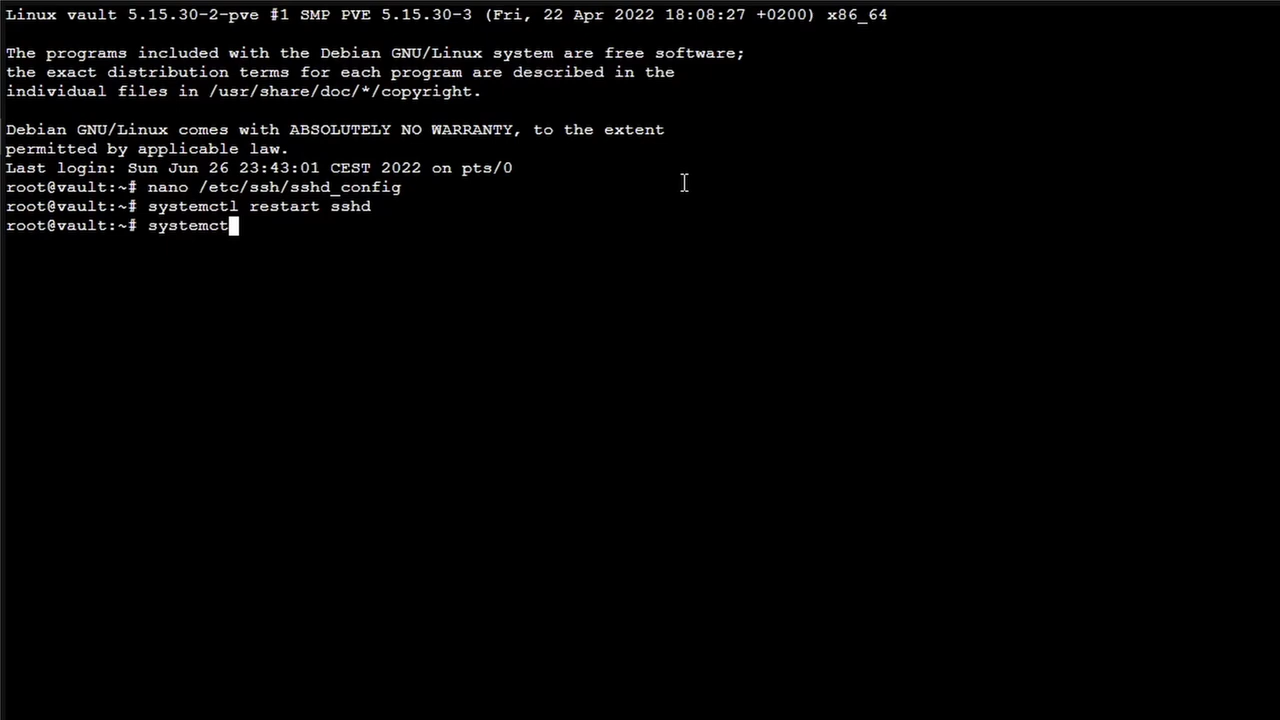 Linux vault 5.15.30-2-pve #1 SMP PVE 5.15.30-3 (Fri, 22 Apr 2022 18:08:27 +0200) x86_64
The programs included with the Debian GNU/Linux system are free software;
the exact distribution terms for each program are described in the
individual files in /usr/share/doc/*/copyright.
Debian GNU/Linux comes with ABSOLUTELY NO WARRANTY, to the extent
permitted by applicable law.
Last login: Sun Jun 26 23:43:01 CEST 2022 on pts/0
root@vault:~# nano /etc/ssh/sshd_config
root@vault:~# systemctl restart sshd
root@vault:~# systemct